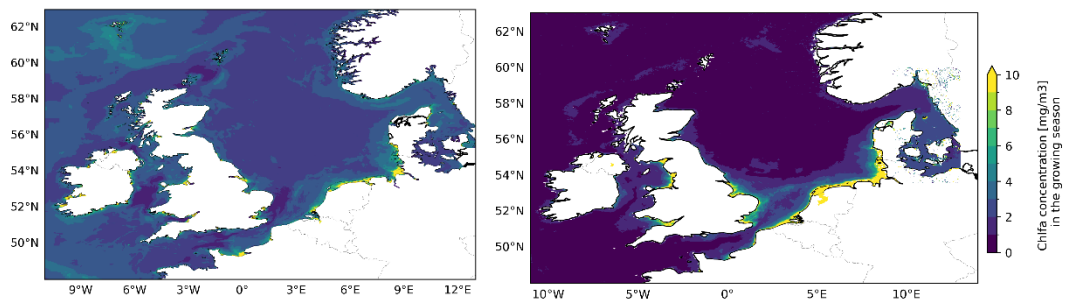 62°N
60°N
58°N
56°N
54°N
52°N
50°N
9°W 6°W 3°W 0° 3°E 6°E 9°E 12°E
62°N
60°N
58°N
56°N
54°N
52°N
50°N
10°W 5°W 0° 5°E 10°E
10
8
6
4
2
0
Chlfa concentration [mg/m3]
in the growing season